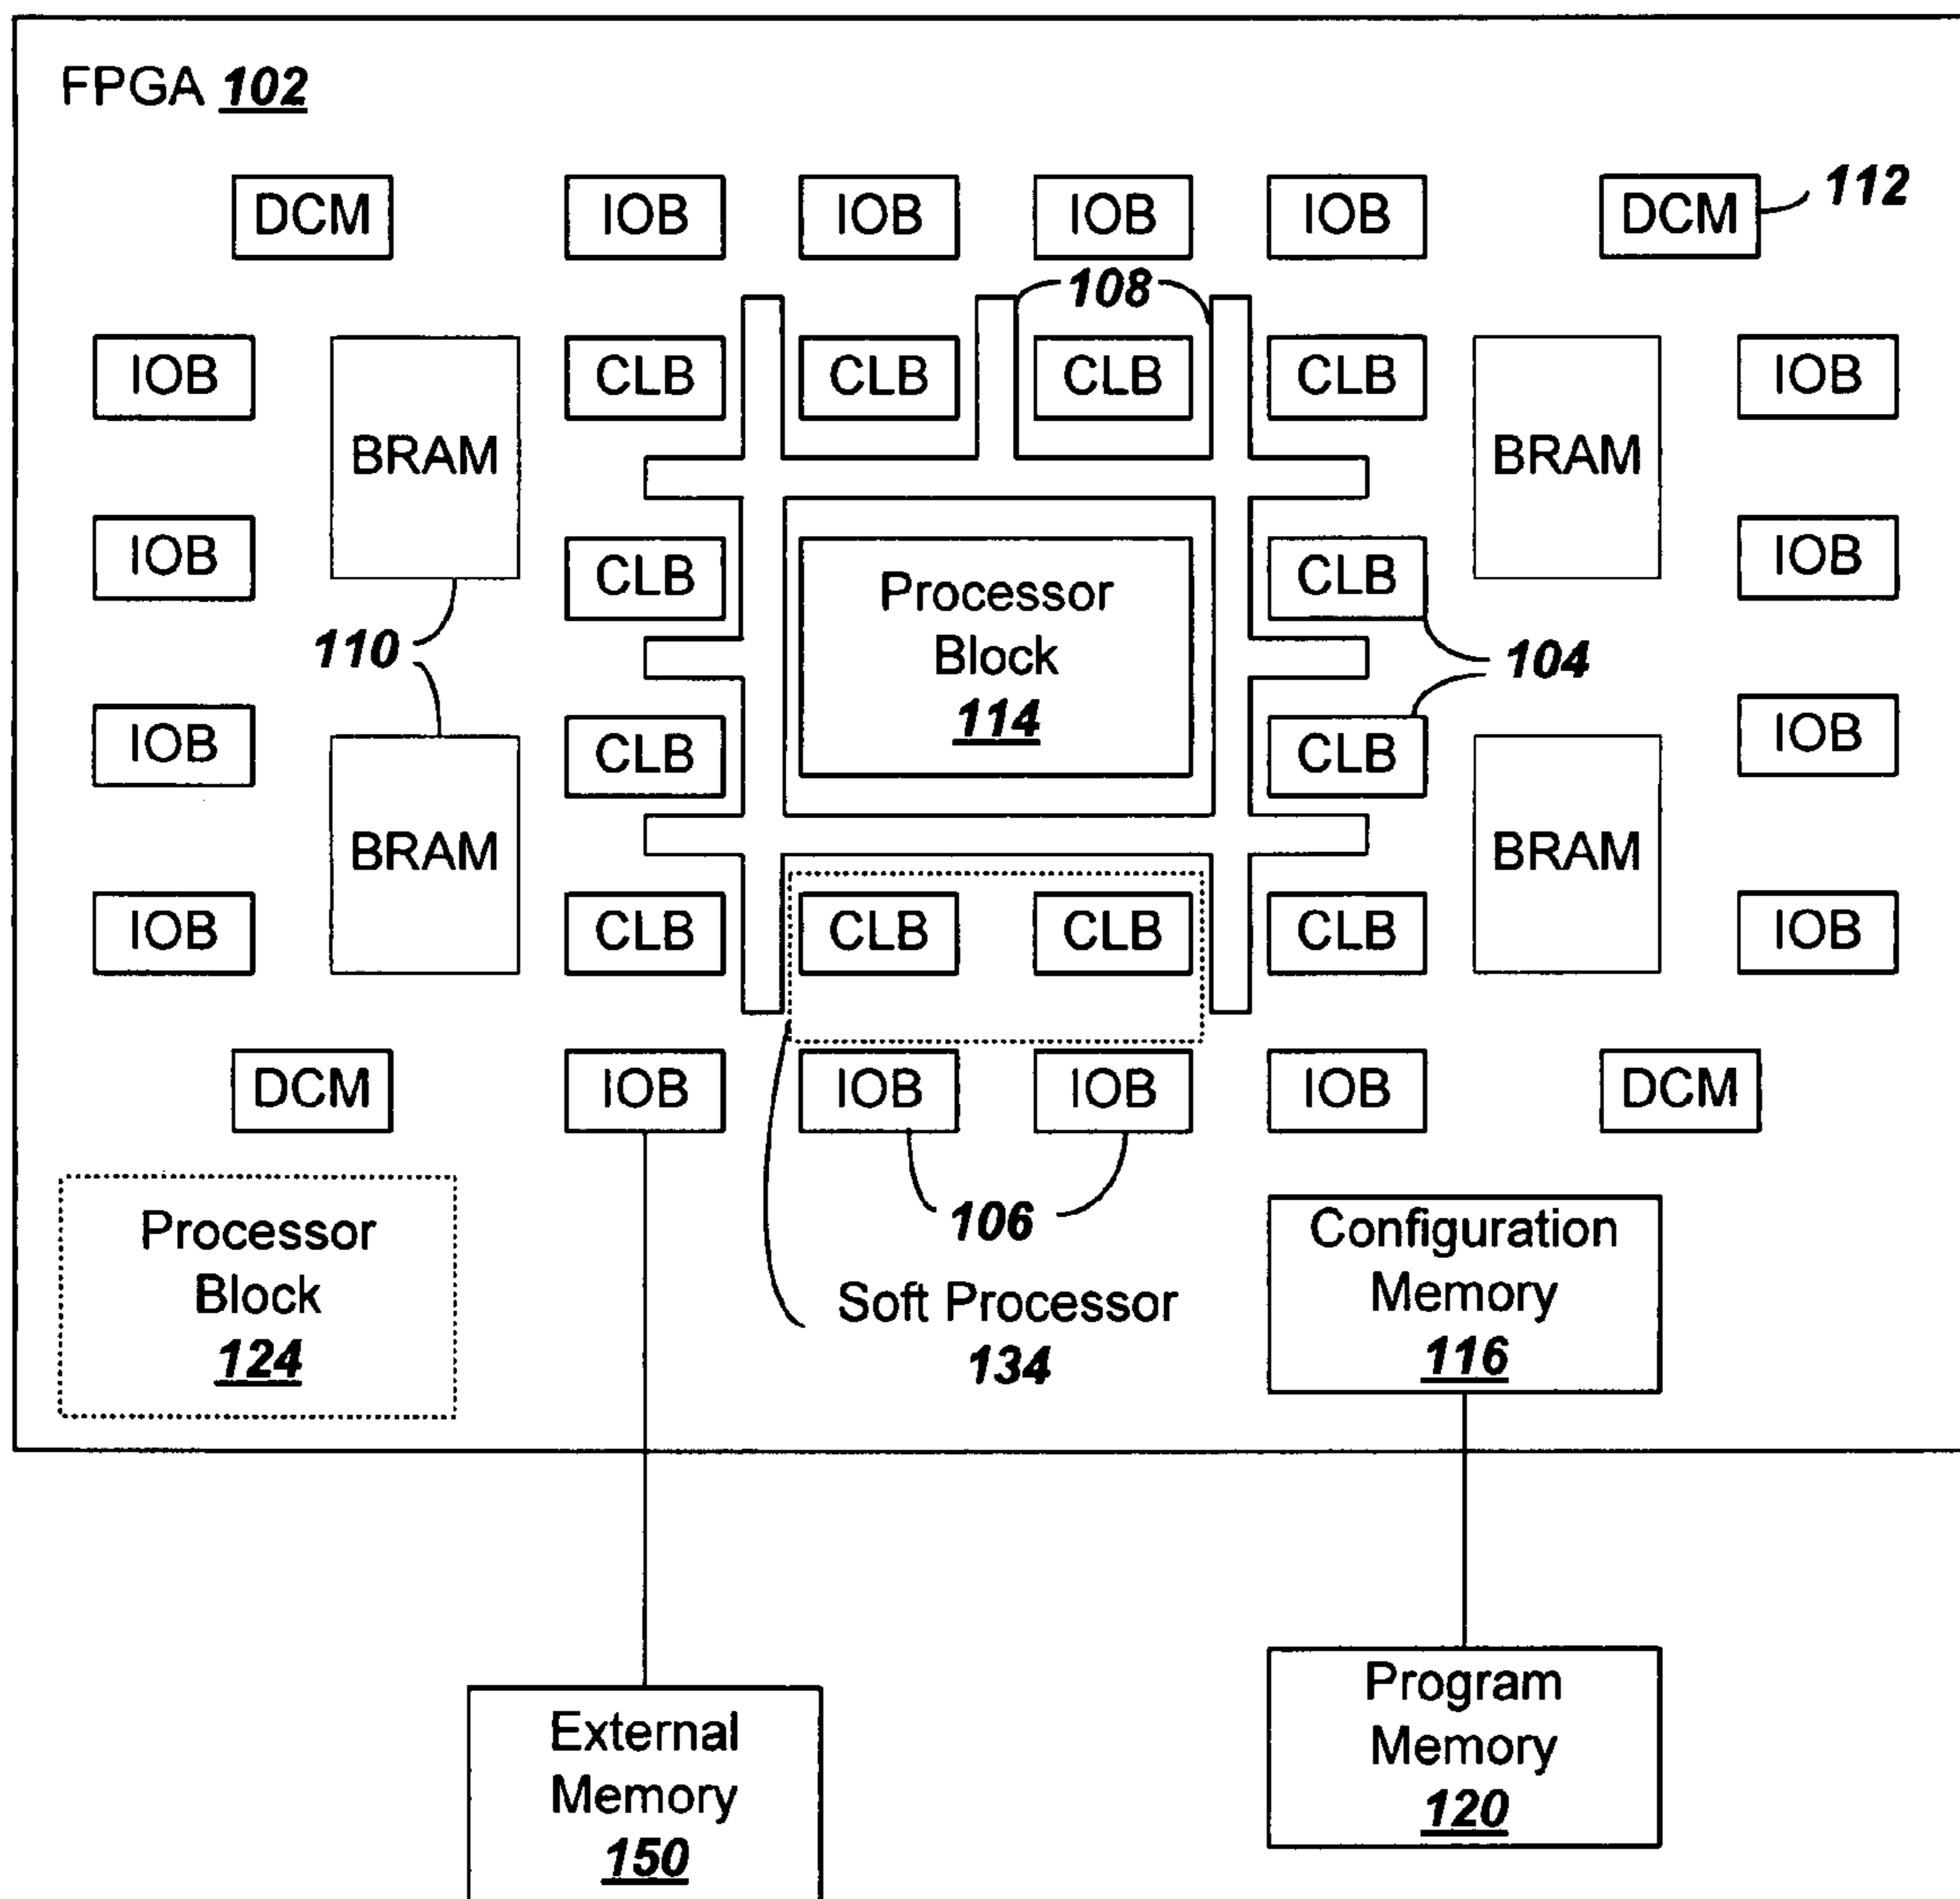 FPGA 102
DCM IOB IOB IOB IOB DCM 112
108
IOB CLB CLB CLB CLB IOB
BRAM BRAM
IOB CLB Processor CLB IOB
Block
110 104
114
IOB CLB CLB IOB
BRAM BRAM
IOB CLB CLB CLB CLB IOB
DCM IOB IOB IOB IOB DCM
106
Processor
Block
124
Soft Processor
134
Configuration
Memory
116
External
Memory
150
Program
Memory
120